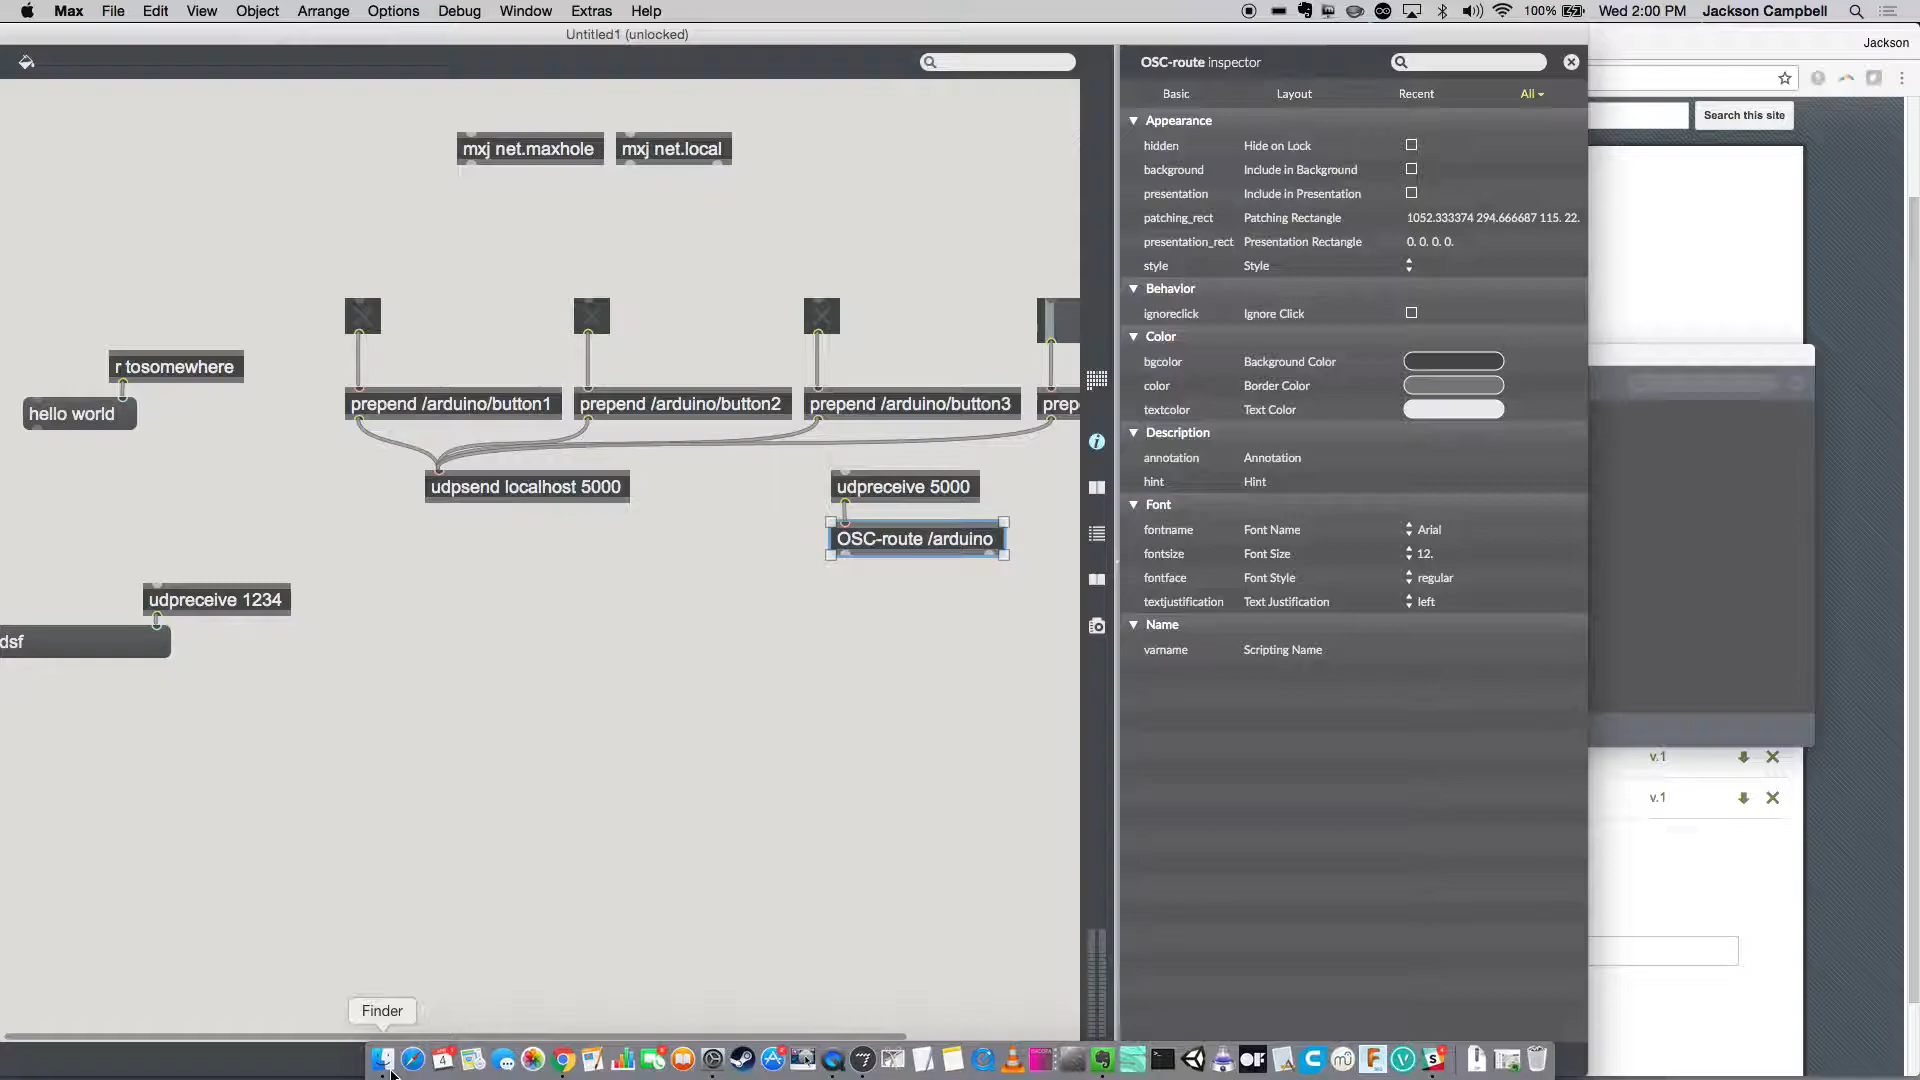 Max File Edit View Object Arrange Options Debug Window Extras Help
100% Wed 2:00 PM Jackson Campbell
Untitled1 (unlocked)
Jackson
OSC-route inspector
Basic Layout Recent All
Search this site
Appearance
hidden Hide on Lock
background Include in Background
presentation Include in Presentation
patching_rect Patching Rectangle 1052.333374 294.666687 115. 22.
presentation_rect Presentation Rectangle 0. 0. 0. 0.
style Style
Behavior
ignoreclick Ignore Click
Color
bgcolor Background Color
color Border Color
textcolor Text Color
Description
annotation Annotation
hint Hint
Font
fontname Font Name Arial
fontsize Font Size 12.
fontface Font Style regular
textjustification Text Justification left
Name
varname Scripting Name
mxj net.maxhole mxj net.local
r tosomewhere
hello world
prepend /arduino/button1 prepend /arduino/button2 prepend /arduino/button3 prep
udpsend localhost 5000 udpreceive 5000
OSC-route /arduino
udpreceive 1234
dsf
v.1
v.1
Finder